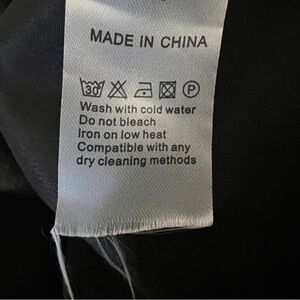 MADE IN CHINA
30 P
Wash with cold water
Do not bleach
Iron on low heat
Compatible with any
dry cleaning methods